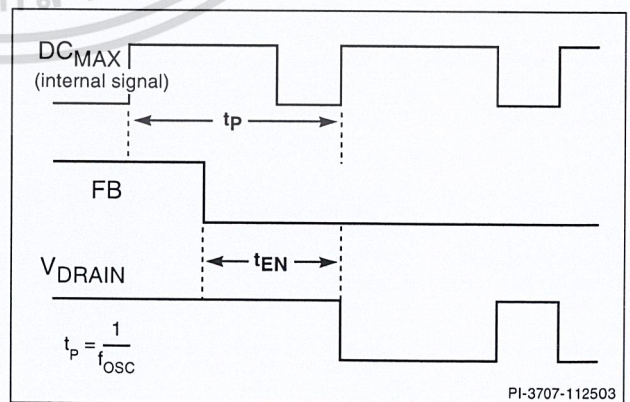 DCMAX
(internal signal)
tP
FB
tEN
VDRAIN
tP = 1/fOSC
PI-3707-112503